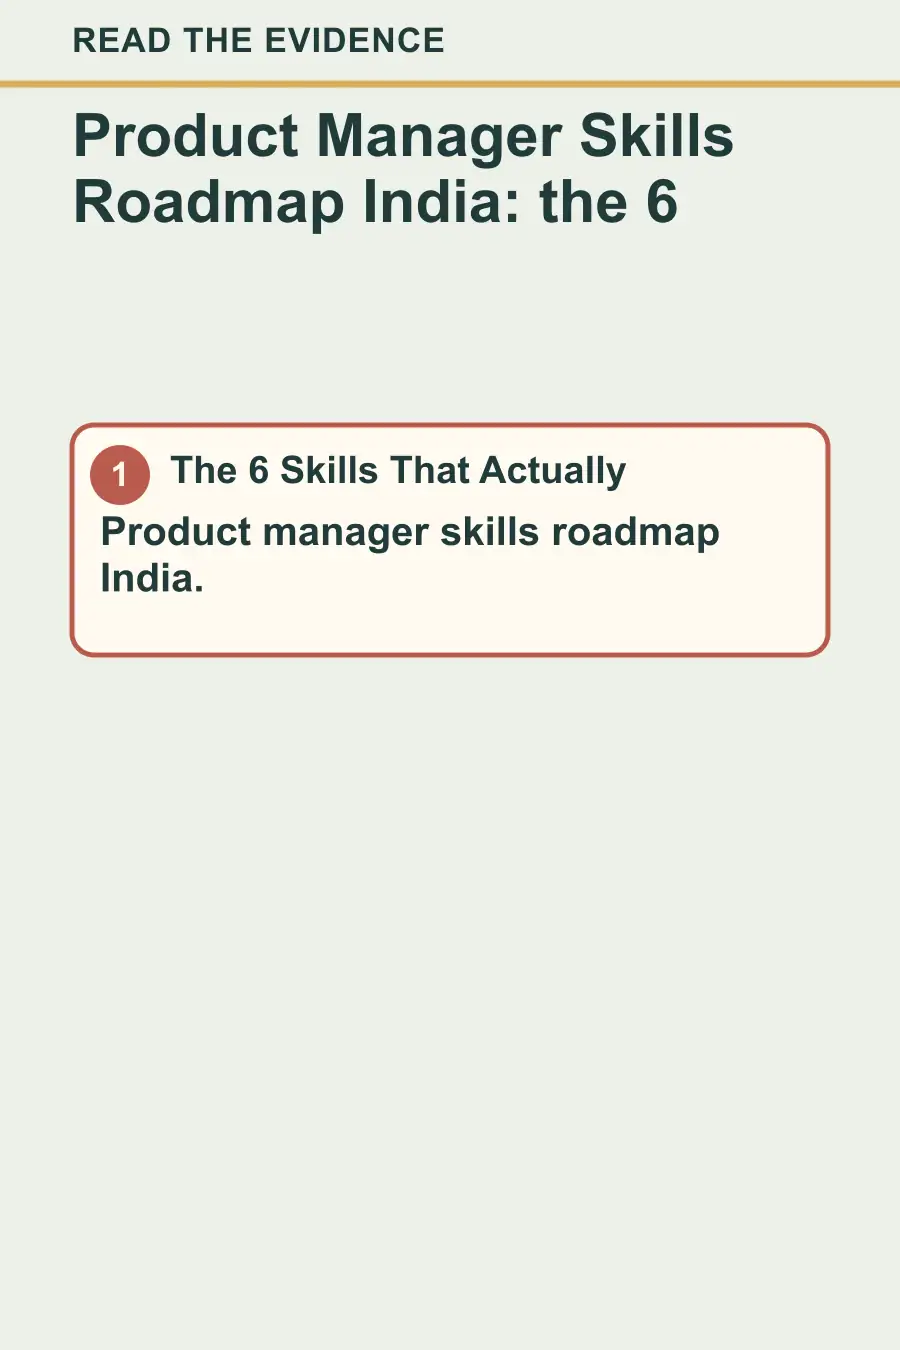 READ THE EVIDENCE
Product Manager Skills
Roadmap India: the 6
1 The 6 Skills That Actually
Product manager skills roadmap
India.